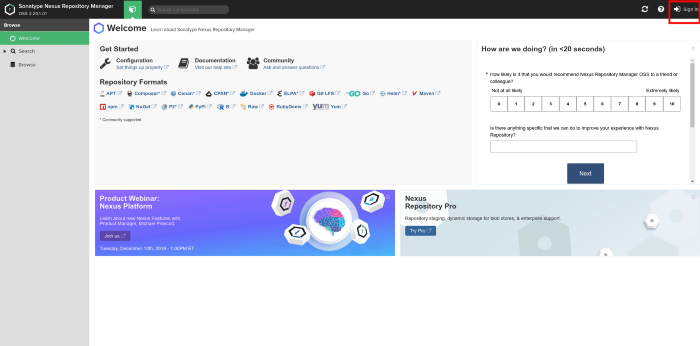 Sonatype Nexus Repository Manager
OSS 3.20.1-01
Search components
Sign in
Browse
Welcome
Search
Browse
Welcome Learn about Sonatype Nexus Repository Manager
Get Started
Configuration
Get things up properly
Documentation
Visit our help site
Community
Ask and answer questions
Repository Formats
APT Composer* Conan* CPAN* Docker ELPA* Git LFS Go Helm* Maven
npm NuGet P2* PyPI R Raw RubyGems YUM Yum
* Community supported
How are we doing? (in <20 seconds)
* How likely is it that you would recommend Nexus Repository Manager OSS to a friend or
colleague?
Not at all likely Extremely likely
0 1 2 3 4 5 6 7 8 9 10
Is there anything specific that we can do to improve your experience with Nexus
Repository?
Next
Product Webinar:
Nexus Platform
Learn about new Nexus Features with
Product Manager, Michael Prescott.
Join us
Tuesday, December 10th, 2019 - 1:00PM ET
Nexus
Repository Pro
Repository staging, dynamic storage for blob stores, & enterprise support.
Try Pro